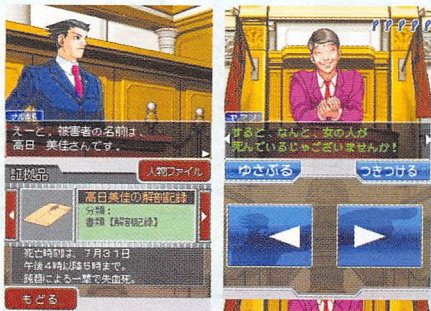 ナルホド
えーと、被害者の名前は、
高日 美佳さんです。
証拠品
人物ファイル
高日美佳の解剖記録
分類：
書類【解剖記録】
死亡時刻は、7月31日
午後4時以降5時まで。
鈍器による一撃で失血死。
もどる
ヤマノ
すると なんと、女の人が
死んでいるじゃございませんか！
ゆさぶる
つきつける